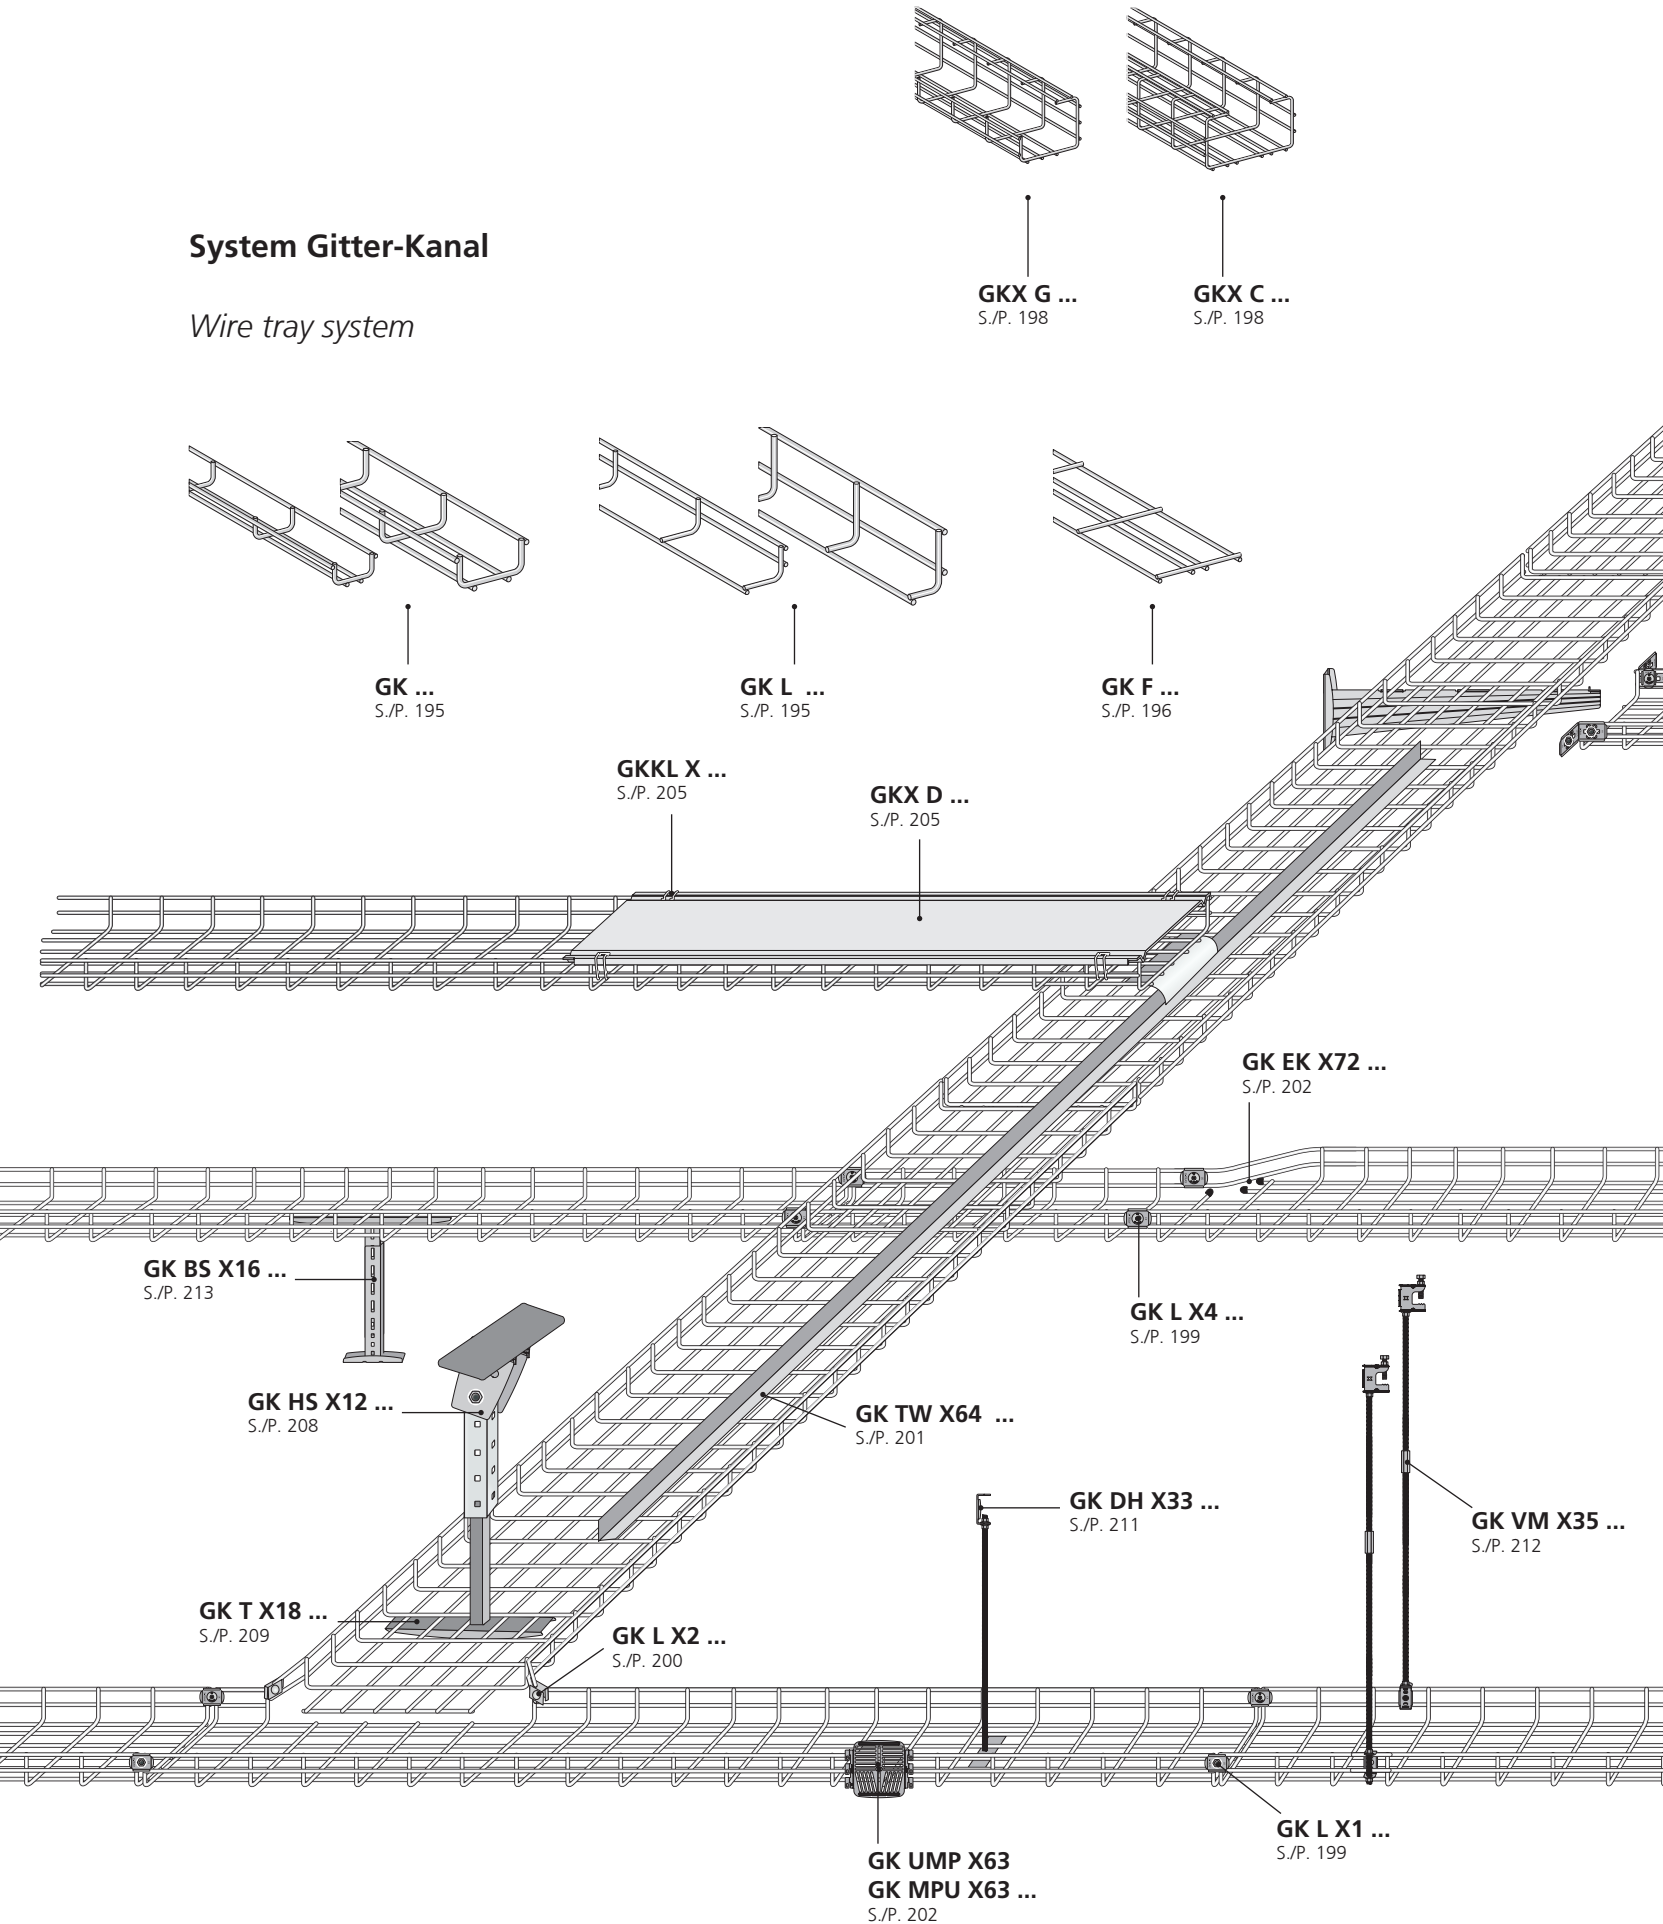 System Gitter-Kanal
Wire tray system
GKX G ...
S./P. 198
GKX C ...
S./P. 198
GK ...
S./P. 195
GK L ...
S./P. 195
GK F ...
S./P. 196
GKKL X ...
S./P. 205
GKX D ...
S./P. 205
GK EK X72 ...
S./P. 202
GK BS X16 ...
S./P. 213
GK L X4 ...
S./P. 199
GK HS X12 ...
S./P. 208
GK TW X64 ...
S./P. 201
GK DH X33 ...
S./P. 211
GK VM X35 ...
S./P. 212
GK T X18 ...
S./P. 209
GK L X2 ...
S./P. 200
GK L X1 ...
S./P. 199
GK UMP X63
GK MPU X63 ...
S./P. 202